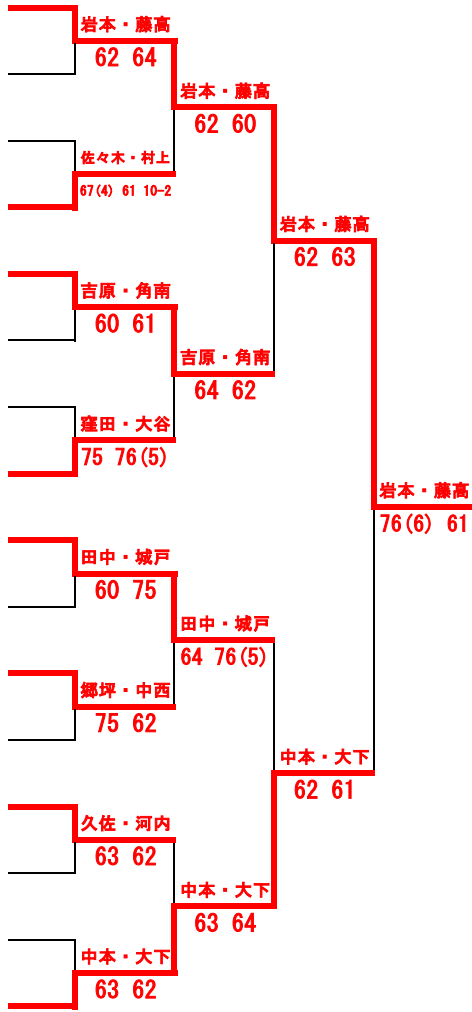 岩本・藤高
62 64
岩本・藤高
62 60
佐々木・村上
67(4) 61 10-2
岩本・藤高
62 63
吉原・角南
60 61
吉原・角南
64 62
窪田・大谷
75 76(5)
岩本・藤高
76(6) 61
田中・城戸
60 75
田中・城戸
64 76(5)
郷坪・中西
75 62
中本・大下
62 61
久佐・河内
63 62
中本・大下
63 64
中本・大下
63 62